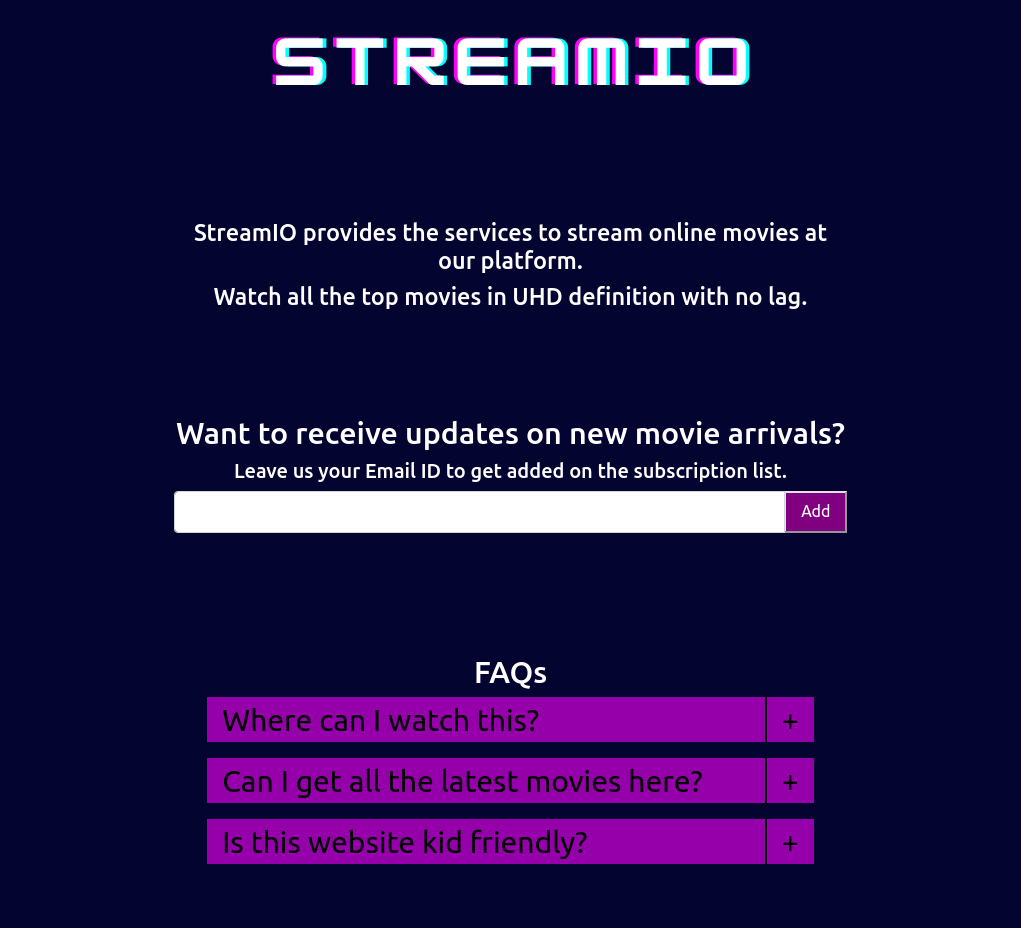 STREAMIO
StreamIO provides the services to stream online movies at
our platform.
Watch all the top movies in UHD definition with no lag.
Want to receive updates on new movie arrivals?
Leave us your Email ID to get added on the subscription list.
Add
FAQs
Where can I watch this? +
Can I get all the latest movies here? +
Is this website kid friendly? +